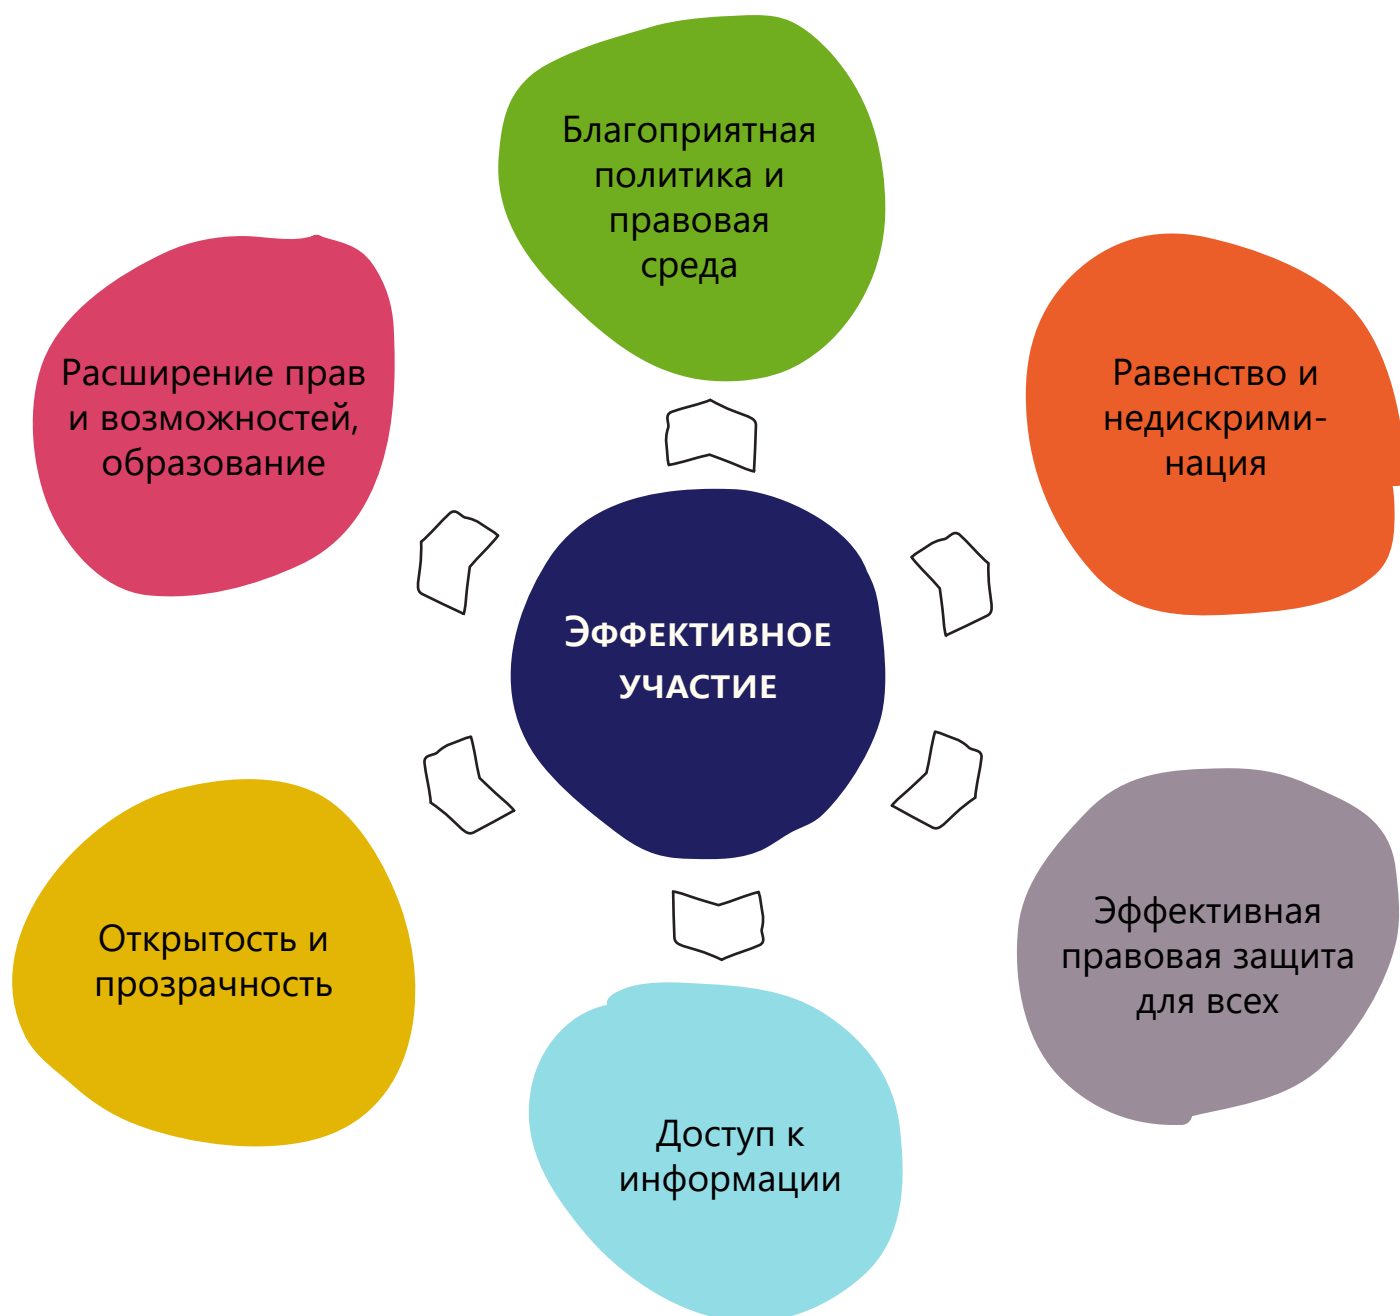 Благоприятная
политика и
правовая
среда
Расширение прав
и возможностей,
образование
Равенство и
недискрими-
нация
Эффективное
участие
Открытость и
прозрачность
Эффективная
правовая защита
для всех
Доступ к
информации